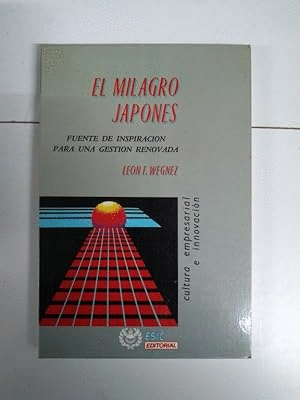 EL MILAGRO
JAPONES
FUENTE DE INSPIRACION
PARA UNA GESTION RENOVADA
LEON F. WEGNEZ
cultura empresarial
e innovación
ESIC
EDITORIAL